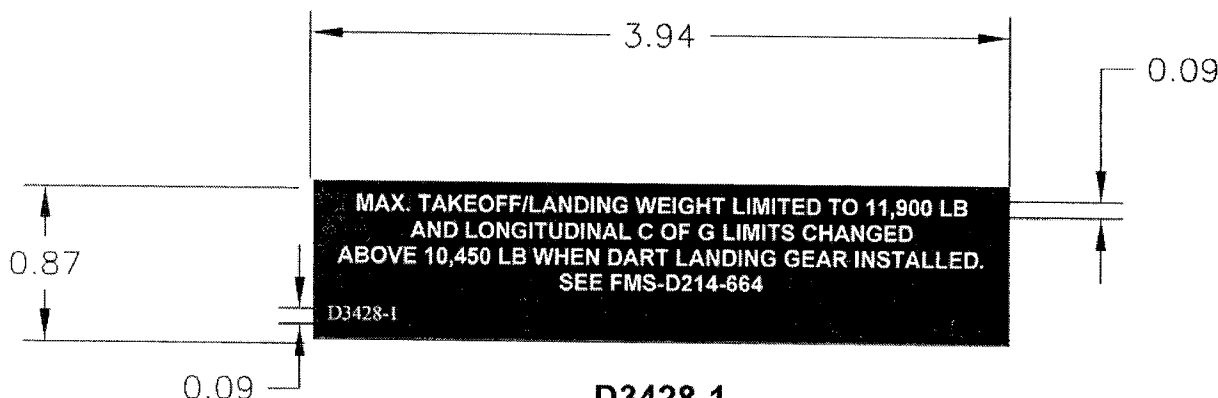 3.94
0.09
MAX. TAKEOFF/LANDING WEIGHT LIMITED TO 11,900 LB
AND LONGITUDINAL C OF G LIMITS CHANGED
ABOVE 10,450 LB WHEN DART LANDING GEAR INSTALLED.
SEE FMS-D214-664
0.87
D3428-1
0.09
D3428-1